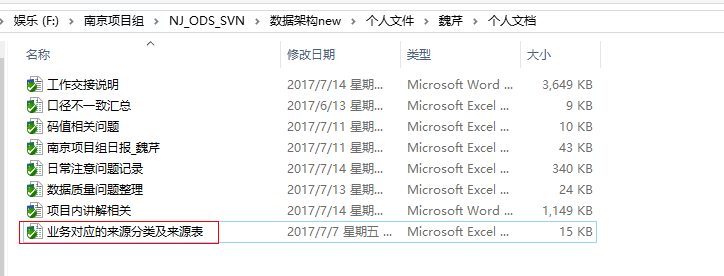 娱乐 (F:) > 南京项目组 > NJ_ODS_SVN > 数据架构new > 个人文件 > 魏芹 > 个人文档
名称 修改日期 类型 大小
工作交接说明 2017/7/14 星期... Microsoft Word ... 3,649 KB
口径不一致汇总 2017/6/13 星期... Microsoft Excel ... 9 KB
码值相关问题 2017/7/11 星期... Microsoft Excel ... 10 KB
南京项目组日报_魏芹 2017/7/11 星期... Microsoft Excel ... 43 KB
日常注意问题记录 2017/7/14 星期... Microsoft Excel ... 340 KB
数据质量问题整理 2017/7/13 星期... Microsoft Excel ... 24 KB
项目内讲解相关 2017/7/14 星期... Microsoft Word ... 1,149 KB
业务对应的来源分类及来源表 2017/7/7 星期五 ... Microsoft Excel ... 15 KB